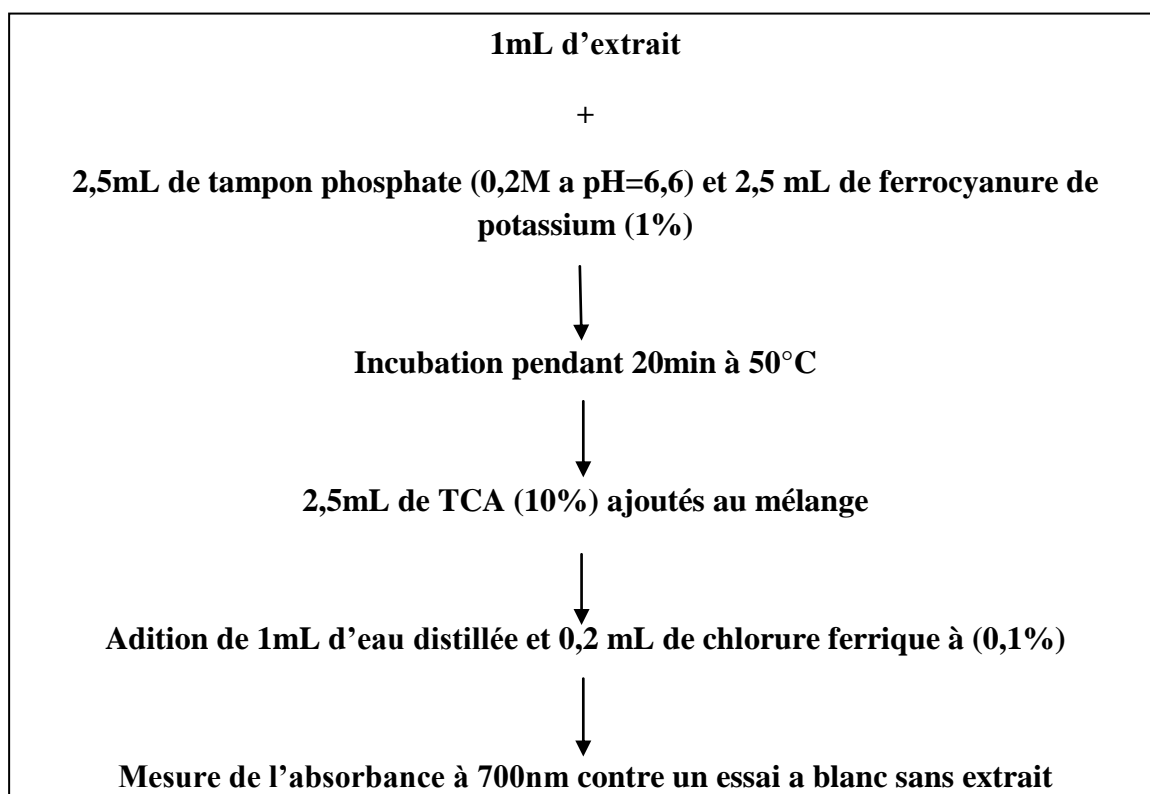 1mL d’extrait
+
2,5mL de tampon phosphate (0,2M a pH=6,6) et 2,5 mL de ferrocyanure de
potassium (1%)
Incubation pendant 20min à 50°C
2,5mL de TCA (10%) ajoutés au mélange
Adition de 1mL d’eau distillée et 0,2 mL de chlorure ferrique à (0,1%)
Mesure de l’absorbance à 700nm contre un essai a blanc sans extrait